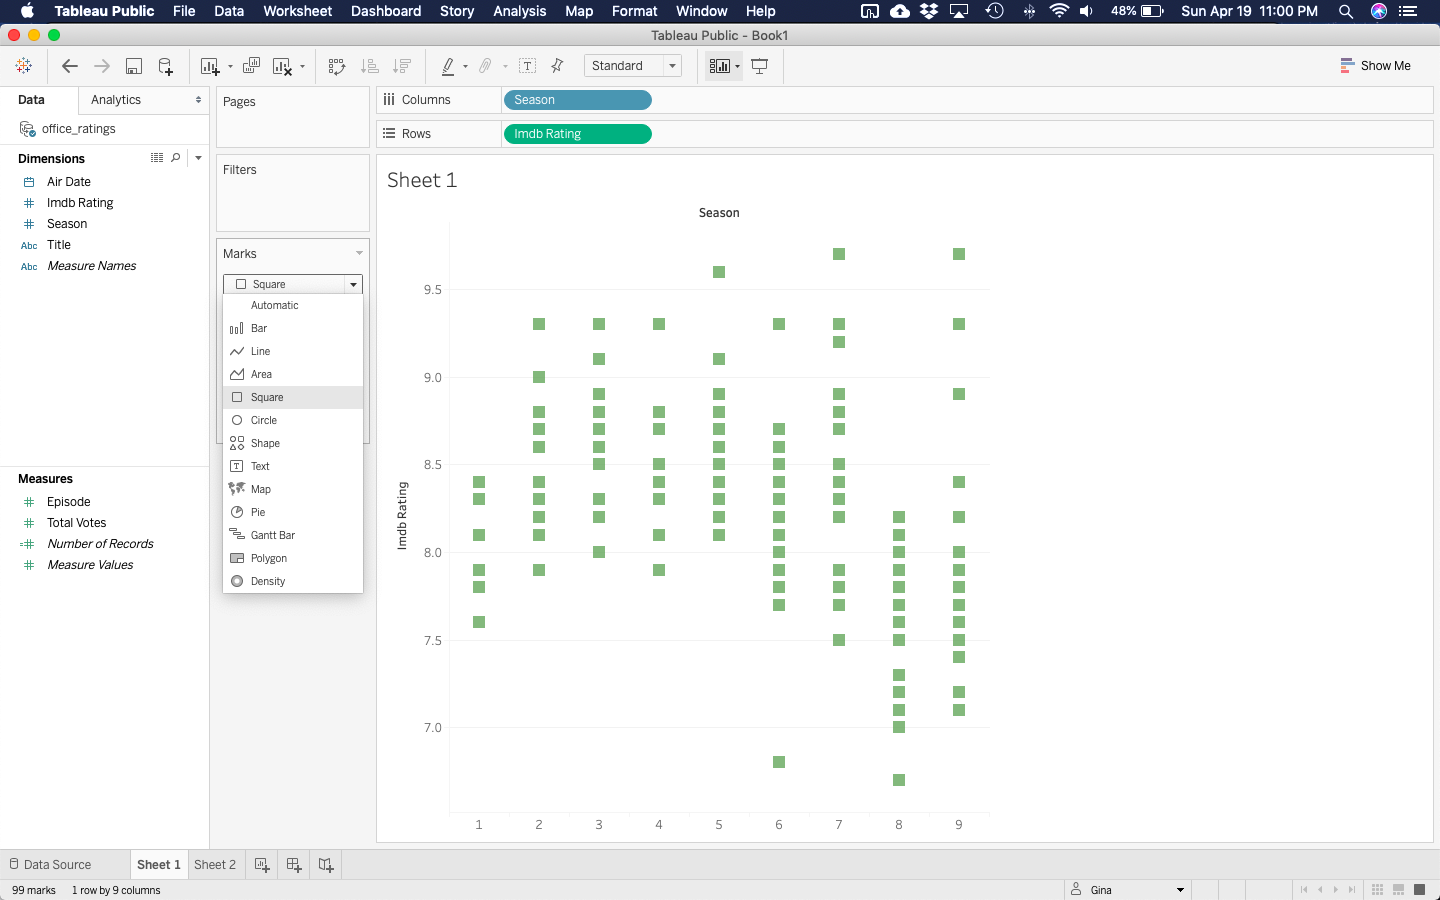 Tableau Public File Data Worksheet Dashboard Story Analysis Map Format Window Help 48% Sun Apr 19 11:00 PM
Tableau Public - Book1
Standard
Show Me
Data Analytics
Pages
Columns Season
office_ratings
Rows Imdb Rating
Dimensions
Filters
Air Date
Imdb Rating
Season
Abc Title
Abc Measure Names
Sheet 1
Season
Marks
Square
Automatic
Bar
Line
Area
Square
Circle
Shape
Text
Map
Pie
Gantt Bar
Polygon
Density
Imdb Rating
9.5
9.0
8.5
8.0
7.5
7.0
1 2 3 4 5 6 7 8 9
Measures
Episode
Total Votes
Number of Records
Measure Values
Data Source Sheet 1 Sheet 2
99 marks 1 row by 9 columns Gina